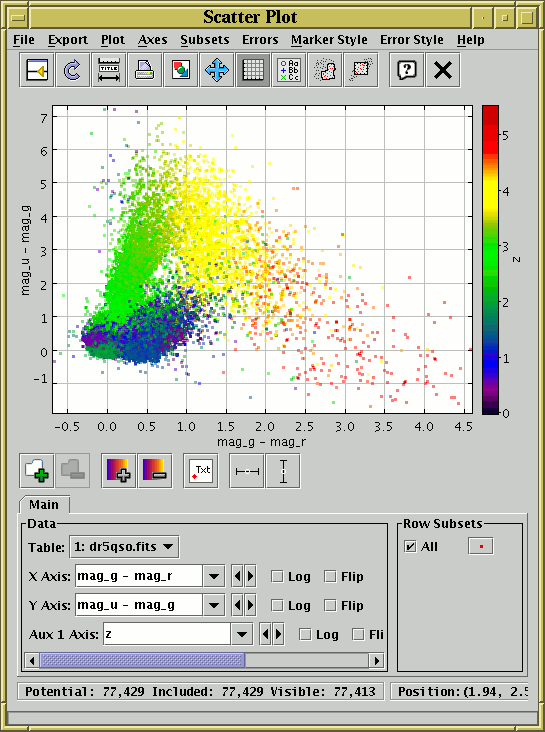 Scatter Plot
File Export Plot Axes Subsets Errors Marker Style Error Style Help
TITLE Aa Bb Cc ?
7
6
5
4
3
2
1
0
-1
mag_u - mag_g
-0.5 0.0 0.5 1.0 1.5 2.0 2.5 3.0 3.5 4.0 4.5
mag_g - mag_r
5
4
3
2
1
0
z
Txt
Main
Data
Table: 1: dr5qso.fits
X Axis: mag_g - mag_r Log Flip
Y Axis: mag_u - mag_g Log Flip
Aux 1 Axis: z Log Fli
Row Subsets
All
Potential: 77,429 Included: 77,429 Visible: 77,413 Position:(1.94, 2.5